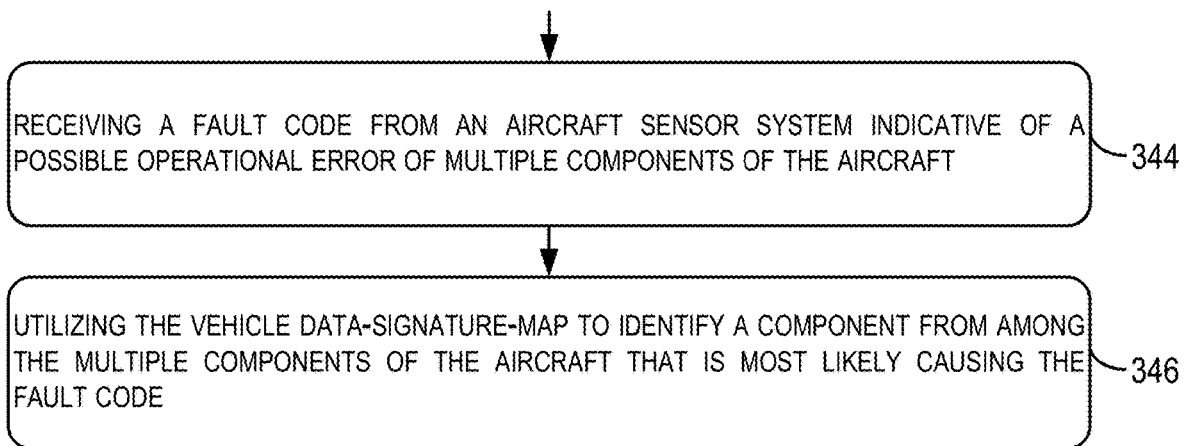 RECEIVING A FAULT CODE FROM AN AIRCRAFT SENSOR SYSTEM INDICATIVE OF A
POSSIBLE OPERATIONAL ERROR OF MULTIPLE COMPONENTS OF THE AIRCRAFT
344
UTILIZING THE VEHICLE DATA-SIGNATURE-MAP TO IDENTIFY A COMPONENT FROM AMONG
THE MULTIPLE COMPONENTS OF THE AIRCRAFT THAT IS MOST LIKELY CAUSING THE
FAULT CODE
346